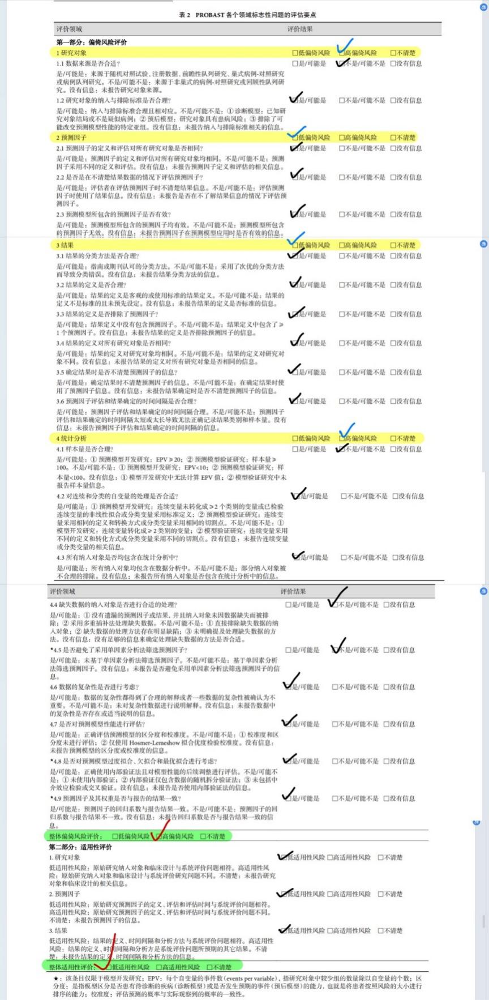 表 2 PROBAST 各个领域标志性问题的评估要点
评价领域 评价结果
第一部分：偏倚风险评价
1 研究对象 □低偏倚风险 □高偏倚风险 □不清楚
1.1 数据来源是否合适? □是/可能是 □不是/可能不是 □没有信息
是/可能是：来源于随机对照试验、注册数据、前瞻性队列研究、巢式病例-对照研究
或病例队列研究。不是/可能不是：来源于非巢式的病例-对照研究或回顾性队列研
究。没有信息：未报告研究对象来源。
1.2 研究对象的纳入与排除标准是否合理? □是/可能是 □不是/可能不是 □没有信息
是/可能是：纳入与排除标准合理且相对应。不是/可能不是：① 诊断模型：已知研
究对象结局或不是疑似病例；② 预后模型：研究对象具有患病风险；③ 排除了可
能改变预测模型性能的特定亚组。没有信息：未报告纳入与排除标准相关的信息。
2 预测因子 □低偏倚风险 □高偏倚风险 □不清楚
2.1 预测因子的定义和评估对所有研究对象是否相同? □是/可能是 □不是/可能不是 □没有信息
是/可能是：预测因子的定义和评估对所有研究对象均相同。不是/可能不是：预测
因子采用不同的定义和评估。没有信息：未报告预测因子定义和评估的相关信息。
2.2 是否是在不清楚结果数据的情况下评估预测因子? □是/可能是 □不是/可能不是 □没有信息
是/可能是：评估者在评估预测因子时不清楚结果信息。不是/可能不是：评估预测
因子时使用了结果信息。没有信息：未报告是否在不了解结果信息的情况下评估预
测因子。
2.3 预测模型所包含的预测因子是否有效? □是/可能是 □不是/可能不是 □没有信息
是/可能是：预测模型所包含的预测因子均有效。不是/可能不是：预测模型所包含
的预测因子无效。没有信息：未报告预测因子在预测模型应用时是否有效的信息。
3 结果 □低偏倚风险 □高偏倚风险 □不清楚
3.1 结果的分类方法是否合理? □是/可能是 □不是/可能不是 □没有信息
是/可能是：指南或期刊认可的分类方法。不是/可能不是：采用了次优的分类方法
而导致分类错误。没有信息：未报告结果分类方法的信息。
3.2 结果的定义是否合理? □是/可能是 □不是/可能不是 □没有信息
是/可能是：结果的定义是客观的或使用标准的结果定义。不是/可能不是：结果的
定义不是标准的且未预先设定。没有信息：未报告结果的定义是否标准的信息。
3.3 结果的定义是否排除了预测因子? □是/可能是 □不是/可能不是 □没有信息
是/可能是：结果定义中没有包含预测因子。不是/可能不是：结果定义中包含了≥
1 个预测因子。没有信息：未报告结果的定义是否排除预测因子的信息。
3.4 结果的定义对所有研究对象是否相同? □是/可能是 □不是/可能不是 □没有信息
是/可能是：结果的定义对研究对象均相同。不是/可能不是：结果的定义对研究对
象不同。没有信息：未报告结果的定义对所有研究对象是否相同的信息。
3.5 确定结果时是否不清楚预测因子的信息? □是/可能是 □不是/可能不是 □没有信息
是/可能是：确定结果时不清楚预测因子的信息。不是/可能不是：在确定结果时使
用了预测因子信息。没有信息：未报告结果确定时是否不清楚预测因子的信息。
3.6 预测因子评估和结果确定的时间间隔是否合理? □是/可能是 □不是/可能不是 □没有信息
是/可能是：预测因子评估和结果确定的时间间隔合理。不是/可能不是：预测因子
评估和结果确定的时间间隔太短或太长导致无法正确记录结果类别和样本量。没有
信息：未报告预测因子评估和结果确定的时间间隔的信息。
4 统计分析 □低偏倚风险 □高偏倚风险 □不清楚
4.1 样本量是否合理? □是/可能是 □不是/可能不是 □没有信息
是/可能是：① 预测模型开发研究：EPV≥20；② 预测模型验证研究：样本量≥
100。不是/可能不是：① 预测模型开发研究：EPV<10；② 预测模型验证研究：样
本量<100。没有信息：① 模型开发研究中无法计算 EPV 值；② 模型验证研究中未
报告样本量信息。
4.2 对连续和分类的自变量的处理是否合适? □是/可能是 □不是/可能不是 □没有信息
是/可能是：① 预测模型开发研究：连续变量未转化成≥2 个类别的变量或已检验
连续变量的非线性拟合或分类变量采用标准定义；② 预测模型验证研究：连续变
量采用相同的定义和转换方式或分类变量采用相同的切割点。不是/可能不是：①
模型开发研究：连续变量转化成≥2 类别的变量；② 模型验证研究：连续变量采用
不同的定义和转化方式或分类变量采用不同的切割点。没有信息：未报告连续变量
或分类变量的相关信息。
4.3 所有纳入对象是否均包含在统计分析中? □是/可能是 □不是/可能不是 □没有信息
是/可能是：所有纳入对象均包含在数据分析中。不是/可能不是：部分纳入对象被
不合理的排除。没有信息：未报告所有纳入对象是否包含在统计分析中的信息。
评价领域 评价结果
4.4 缺失数据的纳入对象是否进行合适的处理? □是/可能是 □不是/可能不是 □没有信息
是/可能是：① 没有遗漏的预测因子或结果，并且纳入对象未因数据缺失而被排
除；② 采用多重插补法处理缺失数据。不是/可能不是：① 直接排除缺失数据的纳
入对象；② 缺失数据的处理方法存在明显缺陷；③ 未明确提及处理缺失数据的方
法。没有信息：没有足够的信息来确定处理缺失数据的方法是否合适。
★4.5 是否避免了采用单因素分析法筛选预测因子? □是/可能是 □不是/可能不是 □没有信息
是/可能是：未基于单因素分析法筛选预测因子。不是/可能不是：基于单因素分析
法筛选预测因子。没有信息：未报告是否避免采用单因素分析法筛选预测因子的信
息。
4.6 数据的复杂性是否进行考虑? □是/可能是 □不是/可能不是 □没有信息
是/可能是：数据的复杂性都得到了合理的解释或者一些数据的复杂性被确认为不
重要。不是/可能不是：未对复杂性数据进行说明解释。没有信息：未报告数据中
的复杂性是否存在或适当说明的信息。
4.7 是否对预测模型性能进行评估? □是/可能是 □不是/可能不是 □没有信息
是/可能是：正确评估预测模型的区分度和校准度。不是/可能不是：① 校准度和区
分度未进行评估；② 仅使用 Hosmer-Lemeshow 拟合优度检验校准度。没有信息：
未报告预测模型的区分度或校准度的信息。
★4.8 是否对预测模型过度拟合、欠拟合和最优拟合进行考虑? □是/可能是 □不是/可能不是 □没有信息
是/可能是：正确使用内部验证法且对模型性能的后续调整进行评估。不是/可能不
是：① 未使用内部验证；② 内部验证仅包含数据的随机拆分验证法；③ 未包括中
介效应检验或交叉验证。没有信息：未报告是否使用内部验证法的信息。
★4.9 预测因子及其权重是否与报告的结果一致? □是/可能是 □不是/可能不是 □没有信息
是/可能是：预测因子的回归系数与报告结果一致。不是/可能不是：预测因子的回
归系数与报告结果不一致。没有信息：未报告回归系数是否与报告结果一致的信
息。
整体偏倚风险评价： □低偏倚风险 □高偏倚风险 □不清楚
第二部分：适用性评价
1. 研究对象 □低适用性风险 □高适用性风险 □不清楚
低适用性风险：原始研究纳入对象和临床设计与系统评价问题相符。高适用性风
险：原始研究纳入对象和临床设计与系统评价研究问题不同。不清楚：未报告研究
对象和临床设计的相关信息。
2. 预测因子 □低适用性风险 □高适用性风险 □不清楚
低适用性风险：原始研究预测因子的定义、评估和评估时间与系统评价问题相符。
高适用性风险：原始研究预测因子的定义、评估和评估时间与系统评价问题不同。
不清楚：未报告预测因子的信息。
3. 结果 □低适用性风险 □高适用性风险 □不清楚
低适用性风险：结果的定义、时间间隔和分析方法与系统评价问题相符。高适用性
风险：结果的定义、时间间隔和分析方是系统评价问题所预期的其它结果。不清
楚：未报告结果的定义、时间间隔和分析方法的信息。
整体适用性评价： □低适用性风险 □高适用性风险 □不清楚
★：该条目仅限于模型开发研究；EPV：每个自变量的事件数(events per variable)，指研究对象中较少组的数量除以自变量的个数；区
分度：是指模型区分是否患有待诊断的疾病(诊断模型)或是否发生预期的事件(预后模型)的能力，也就是将患者按照风险的大小进行
排序的能力；校准度：评估预测的概率与实际观察到的概率的一致性。